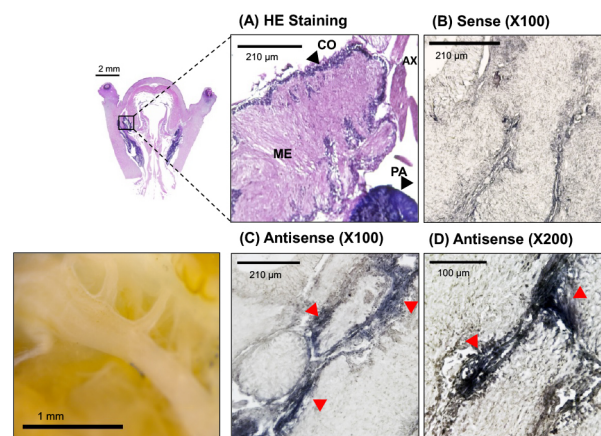 (A) HE Staining
(B) Sense (X100)
2 mm
210 µm
CO
AX
ME
PA
210 µm
(C) Antisense (X100)
(D) Antisense (X200)
210 µm
100 µm
1 mm